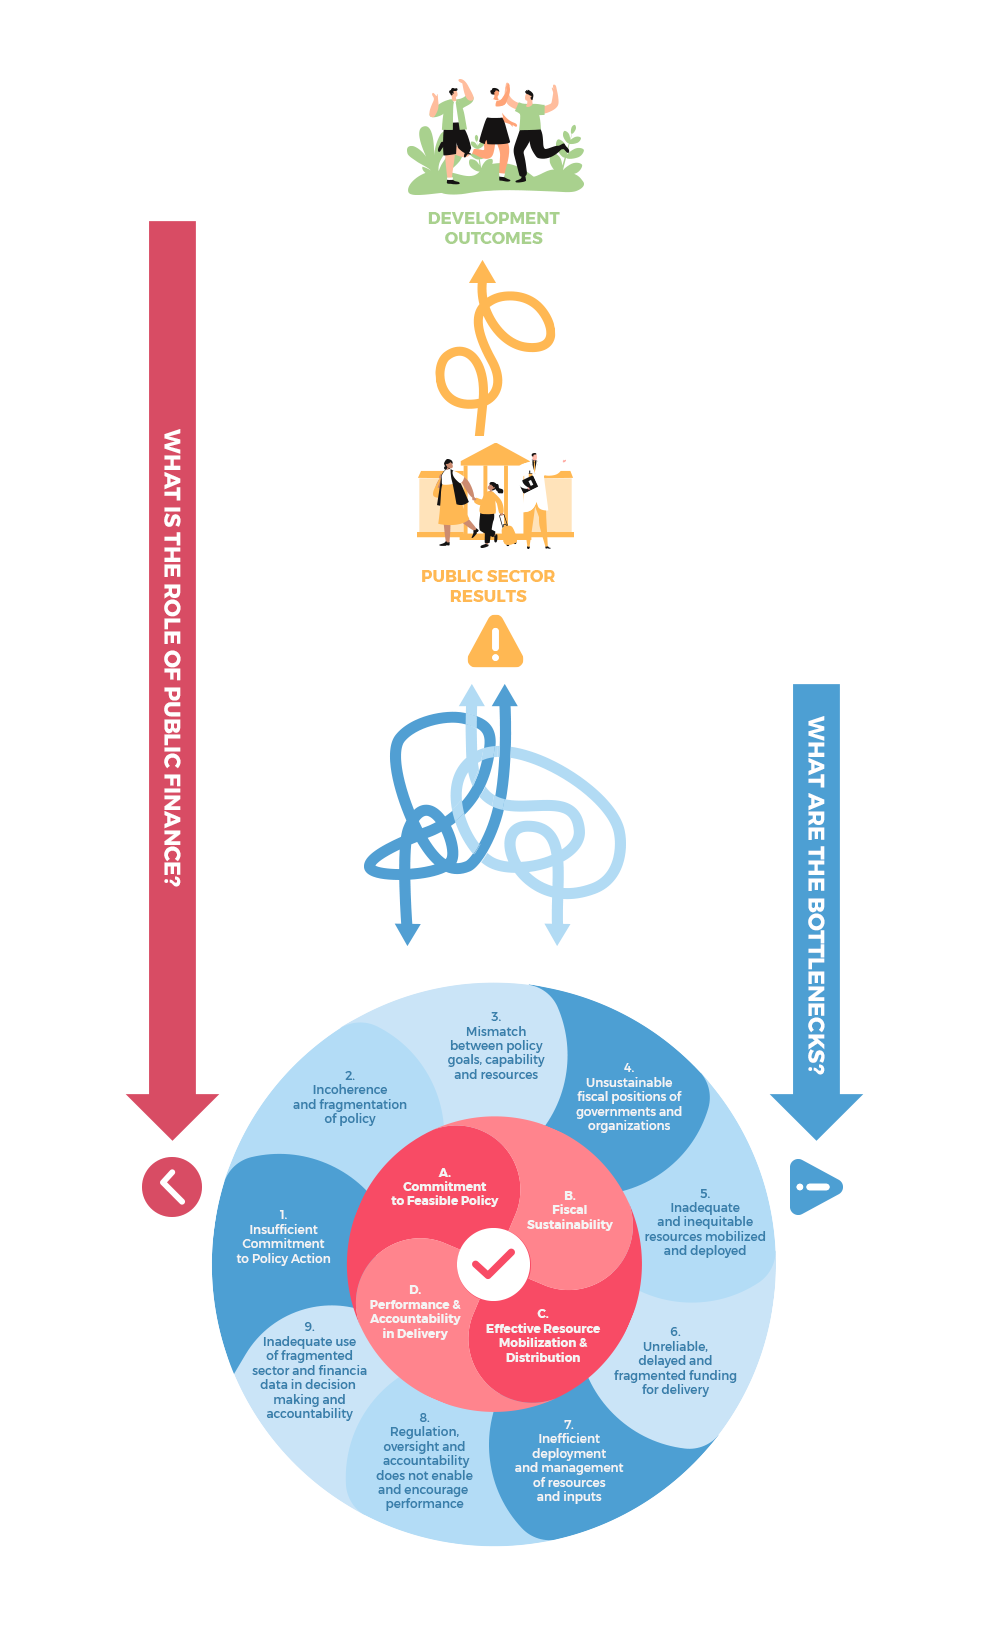 DEVELOPMENT
OUTCOMES
WHAT IS THE ROLE OF PUBLIC FINANCE?
PUBLIC SECTOR
RESULTS
WHAT ARE THE BOTTLENECKS?
1.
Insufficient
Commitment
to Policy Action
2.
Incoherence
and fragmentation
of policy
3.
Mismatch
between policy
goals, capability
and resources
4.
Unsustainable
fiscal positions of
governments and
organizations
5.
Inadequate
and inequitable
resources mobilized
and deployed
6.
Unreliable,
delayed and
fragmented funding
for delivery
7.
Inefficient
deployment
and management
of resources
and inputs
8.
Regulation,
oversight and
accountability
does not enable
and encourage
performance
9.
Inadequate use
of fragmented
sector and financia
data in decision
making and
accountability
A.
Commitment
to Feasible Policy
B.
Fiscal
Sustainability
C.
Effective Resource
Mobilization &
Distribution
D.
Performance &
Accountability
in Delivery